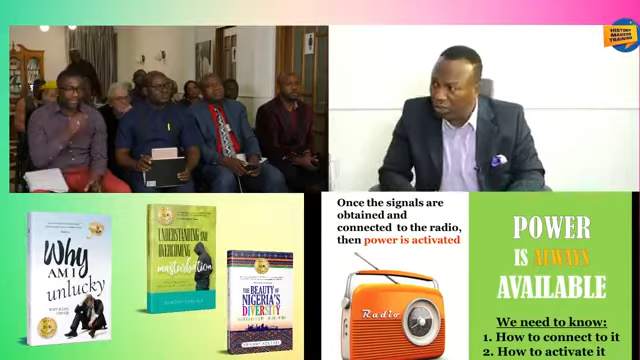 HISTORY
MAKERS
TRAINING
Why
AM I
unlucky
UNDERSTANDING AND
OVERCOMING
masturbation
THE BEAUTY OF
NIGERIA'S
DIVERSITY
Once the signals are
obtained and
connected to the radio,
then power is activated
Radio
POWER
IS ALWAYS
AVAILABLE
We need to know:
1. How to connect to it
2. How to activate it